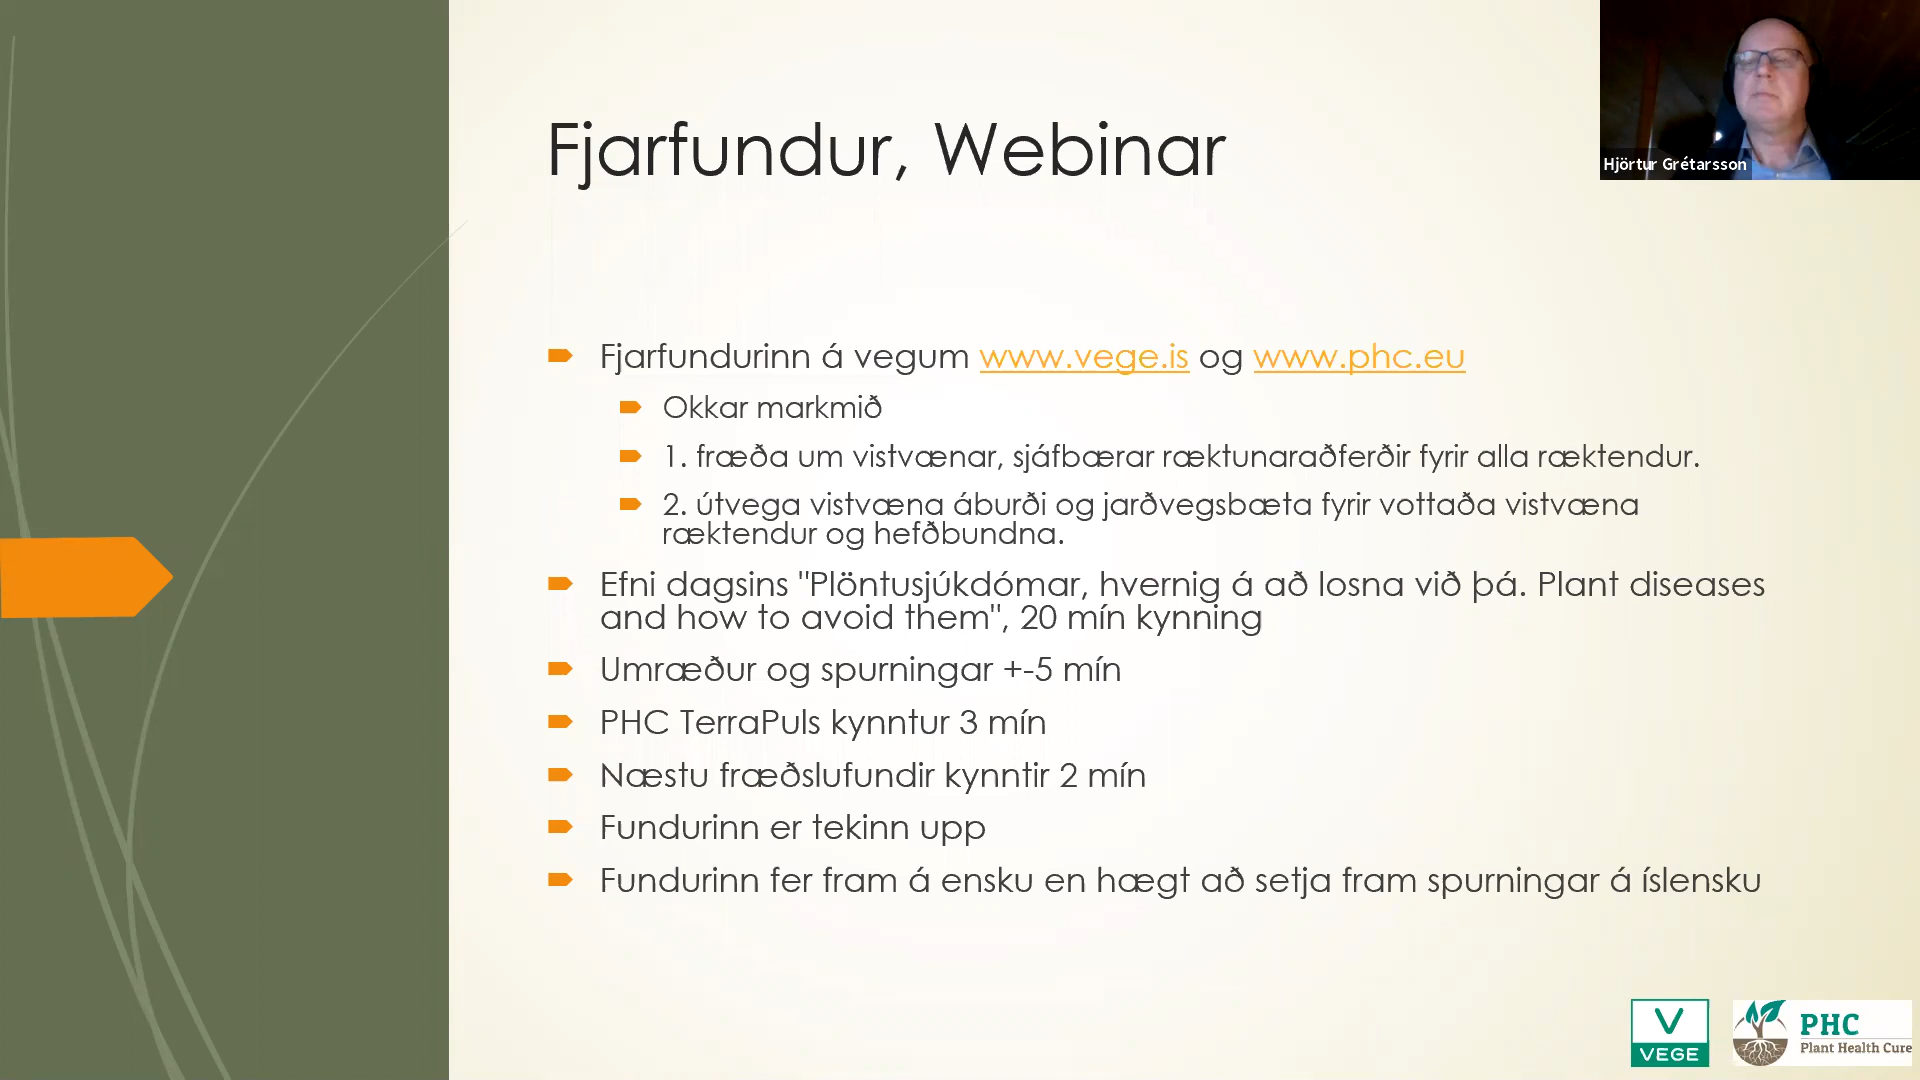 Hjörtur Grétarsson
Fjarfundur, Webinar
Fjarfundurinn á vegum www.vege.is og www.phc.eu
Okkar markmið
1. fræða um vistvænar, sjáfbærar ræktunaraðferðir fyrir alla ræktendur.
2. útvega vistvæna áburði og jarðvegsbæta fyrir vottaða vistvæna
ræktendur og hefðbundna.
Efni dagsins "Plöntusjúkdómar, hvernig á að losna við þá. Plant diseases
and how to avoid them", 20 mín kynning
Umræður og spurningar +-5 mín
PHC TerraPuls kynntur 3 mín
Næstu fræðslufundir kynntir 2 mín
Fundurinn er tekinn upp
Fundurinn fer fram á ensku en hægt að setja fram spurningar á íslensku
V
VEGE
PHC
Plant Health Cure